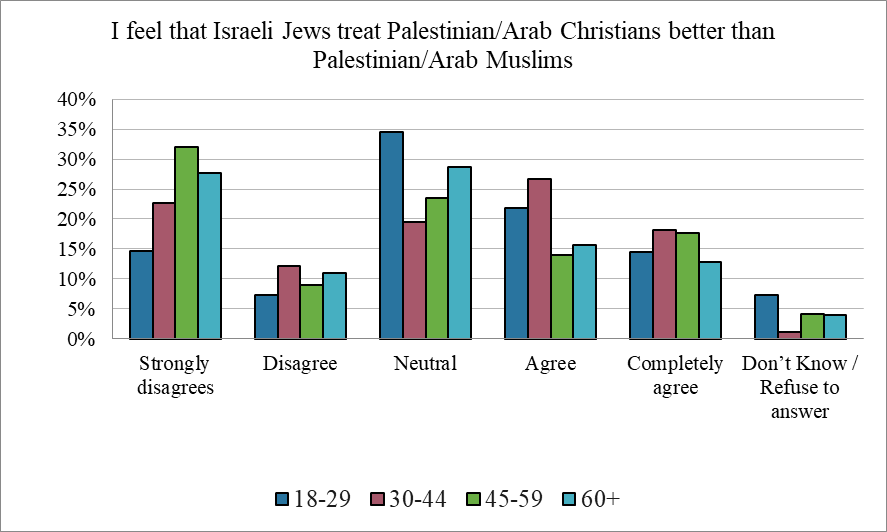 I feel that Israeli Jews treat Palestinian/Arab Christians better than
Palestinian/Arab Muslims
40%
35%
30%
25%
20%
15%
10%
5%
0%
Strongly
disagrees
Disagree
Neutral
Agree
Completely
agree
Don’t Know /
Refuse to
answer
18-29
30-44
45-59
60+